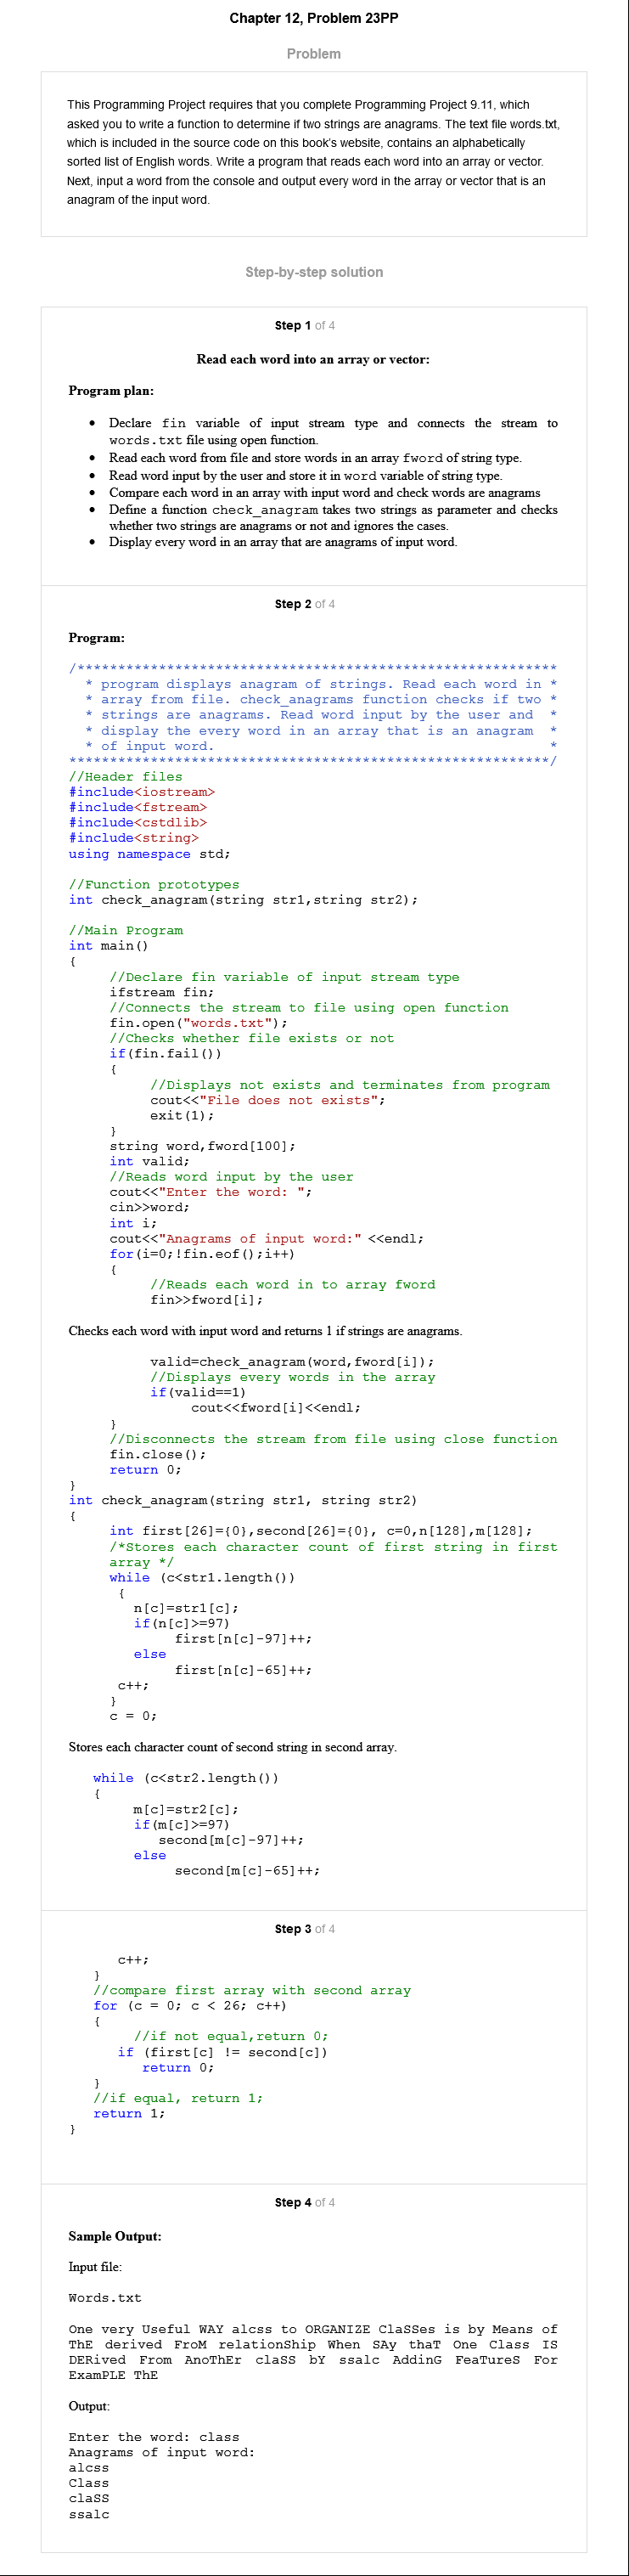 Chapter 12, Problem 23PP
Problem
This Programming Project requires that you complete Programming Project 9.11, which
asked you to write a function to determine if two strings are anagrams. The text file words.txt,
which is included in the source code on this book's website, contains an alphabetically
sorted list of English words. Write a program that reads each word into an array or vector.
Next, input a word from the console and output every word in the array or vector that is an
anagram of the input word.
Step-by-step solution
Step 1 of 4
Read each word into an array or vector:
Program plan:
• Declare fin variable of input stream type and connects the stream to
words.txt file using open function.
• Read each word from file and store words in an array fword of string type.
• Read word input by the user and store it in word variable of string type.
• Compare each word in an array with input word and check words are anagrams
• Define a function check_anagram takes two strings as parameter and checks
whether two strings are anagrams or not and ignores the cases.
• Display every word in an array that are anagrams of input word.
Step 2 of 4
Program:
/***********************************************************
* program displays anagram of strings. Read each word in *
* array from file. check_anagrams function checks if two *
* strings are anagrams. Read word input by the user and *
* display the every word in an array that is an anagram *
* of input word. *
***********************************************************/
//Header files
#include<iostream>
#include<fstream>
#include<cstdlib>
#include<string>
using namespace std;
//Function prototypes
int check_anagram(string str1,string str2);
//Main Program
int main()
{
//Declare fin variable of input stream type
ifstream fin;
//Connects the stream to file using open function
fin.open("words.txt");
//Checks whether file exists or not
if(fin.fail())
{
//Displays not exists and terminates from program
cout<<"File does not exists";
exit(1);
}
string word,fword[100];
int valid;
//Reads word input by the user
cout<<"Enter the word: ";
cin>>word;
int i;
cout<<"Anagrams of input word:" <<endl;
for(i=0;!fin.eof();i++)
{
//Reads each word in to array fword
fin>>fword[i];
Checks each word with input word and returns 1 if strings are anagrams.
valid=check_anagram(word,fword[i]);
//Displays every words in the array
if(valid==1)
cout<<fword[i]<<endl;
}
//Disconnects the stream from file using close function
fin.close();
return 0;
}
int check_anagram(string str1, string str2)
{
int first[26]={0},second[26]={0}, c=0,n[128],m[128];
/*Stores each character count of first string in first
array */
while (c<str1.length())
{
n[c]=str1[c];
if(n[c]>=97)
first[n[c]-97]++;
else
first[n[c]-65]++;
c++;
}
c = 0;
Stores each character count of second string in second array.
while (c<str2.length())
{
m[c]=str2[c];
if(m[c]>=97)
second[m[c]-97]++;
else
second[m[c]-65]++;
Step 3 of 4
c++;
}
//compare first array with second array
for (c = 0; c < 26; c++)
{
//if not equal,return 0;
if (first[c] != second[c])
return 0;
}
//if equal, return 1;
return 1;
}
Step 4 of 4
Sample Output:
Input file:
Words.txt
One very Useful WAY alcss to ORGANIZE ClaSSes is by Means of
ThE derived FroM relationShip When SAy thaT One Class IS
DERived From AnoThEr claSS bY ssalc AddinG FeaTureS For
ExamPLE ThE
Output:
Enter the word: class
Anagrams of input word:
alcss
Class
claSS
ssalc